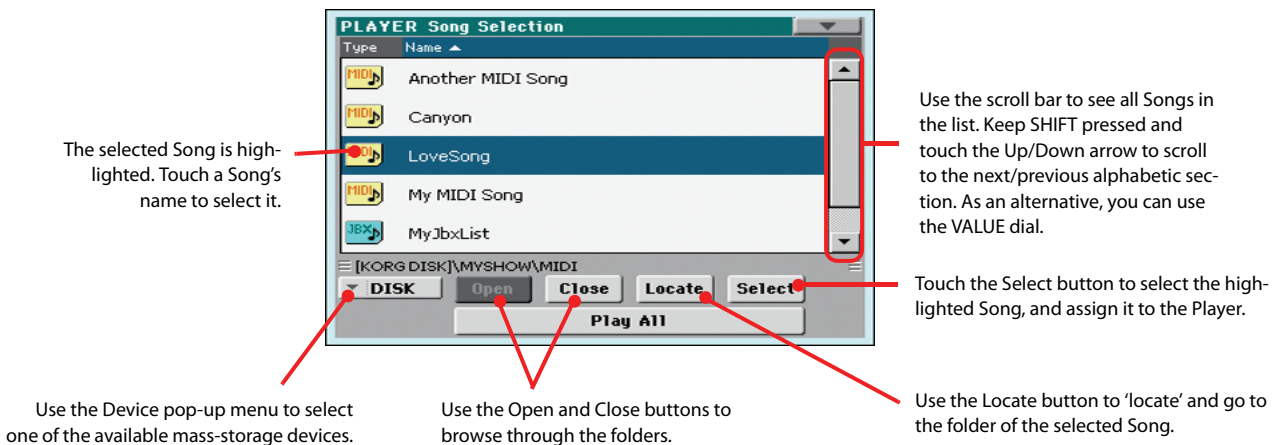 PLAYER Song Selection
Type Name
MIDI Another MIDI Song
MIDI Canyon
MIDI LoveSong
MIDI My MIDI Song
JBX MyJbxList
[KORG DISK]\MYSHOW\MIDI
DISK Open Close Locate Select
Play All
The selected Song is high-
lighted. Touch a Song's
name to select it.
Use the scroll bar to see all Songs in
the list. Keep SHIFT pressed and
touch the Up/Down arrow to scroll
to the next/previous alphabetic sec-
tion. As an alternative, you can use
the VALUE dial.
Touch the Select button to select the high-
lighted Song, and assign it to the Player.
Use the Device pop-up menu to select
one of the available mass-storage devices.
Use the Open and Close buttons to
browse through the folders.
Use the Locate button to 'locate' and go to
the folder of the selected Song.